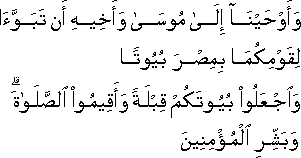 وَأَوْحَيْنَآ إِلَىٰ مُوسَىٰ وَأَخِيهِ أَن تَبَوَّءَا
لِقَوْمِكُمَا بِمِصْرَ بُيُوتًا
وَٱجْعَلُوا۟ بُيُوتَكُمْ قِبْلَةً وَأَقِيمُوا۟ ٱلصَّلَوٰةَ ۗ
وَبَشِّرِ ٱلْمُؤْمِنِينَ